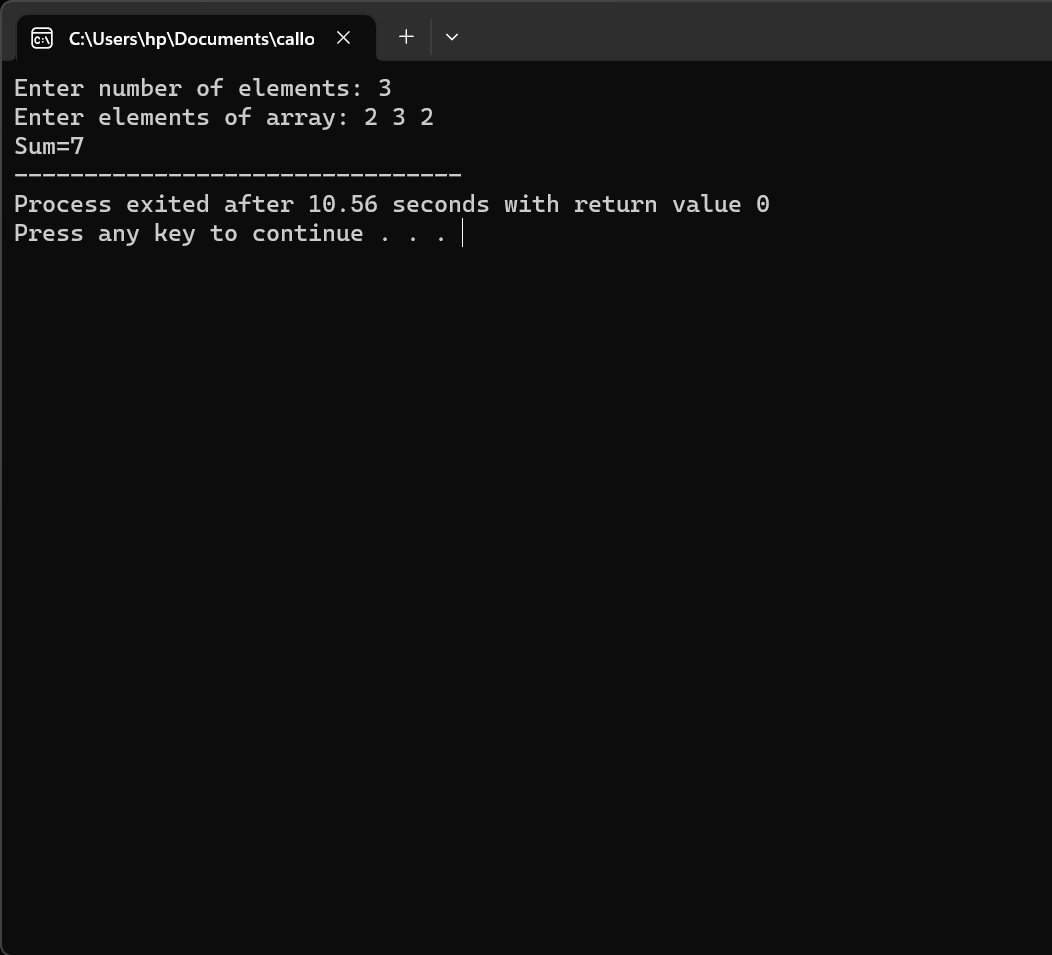 C:\Users\hp\Documents\callo
Enter number of elements: 3
Enter elements of array: 2 3 2
Sum=7
--------------------------------
Process exited after 10.56 seconds with return value 0
Press any key to continue . . .